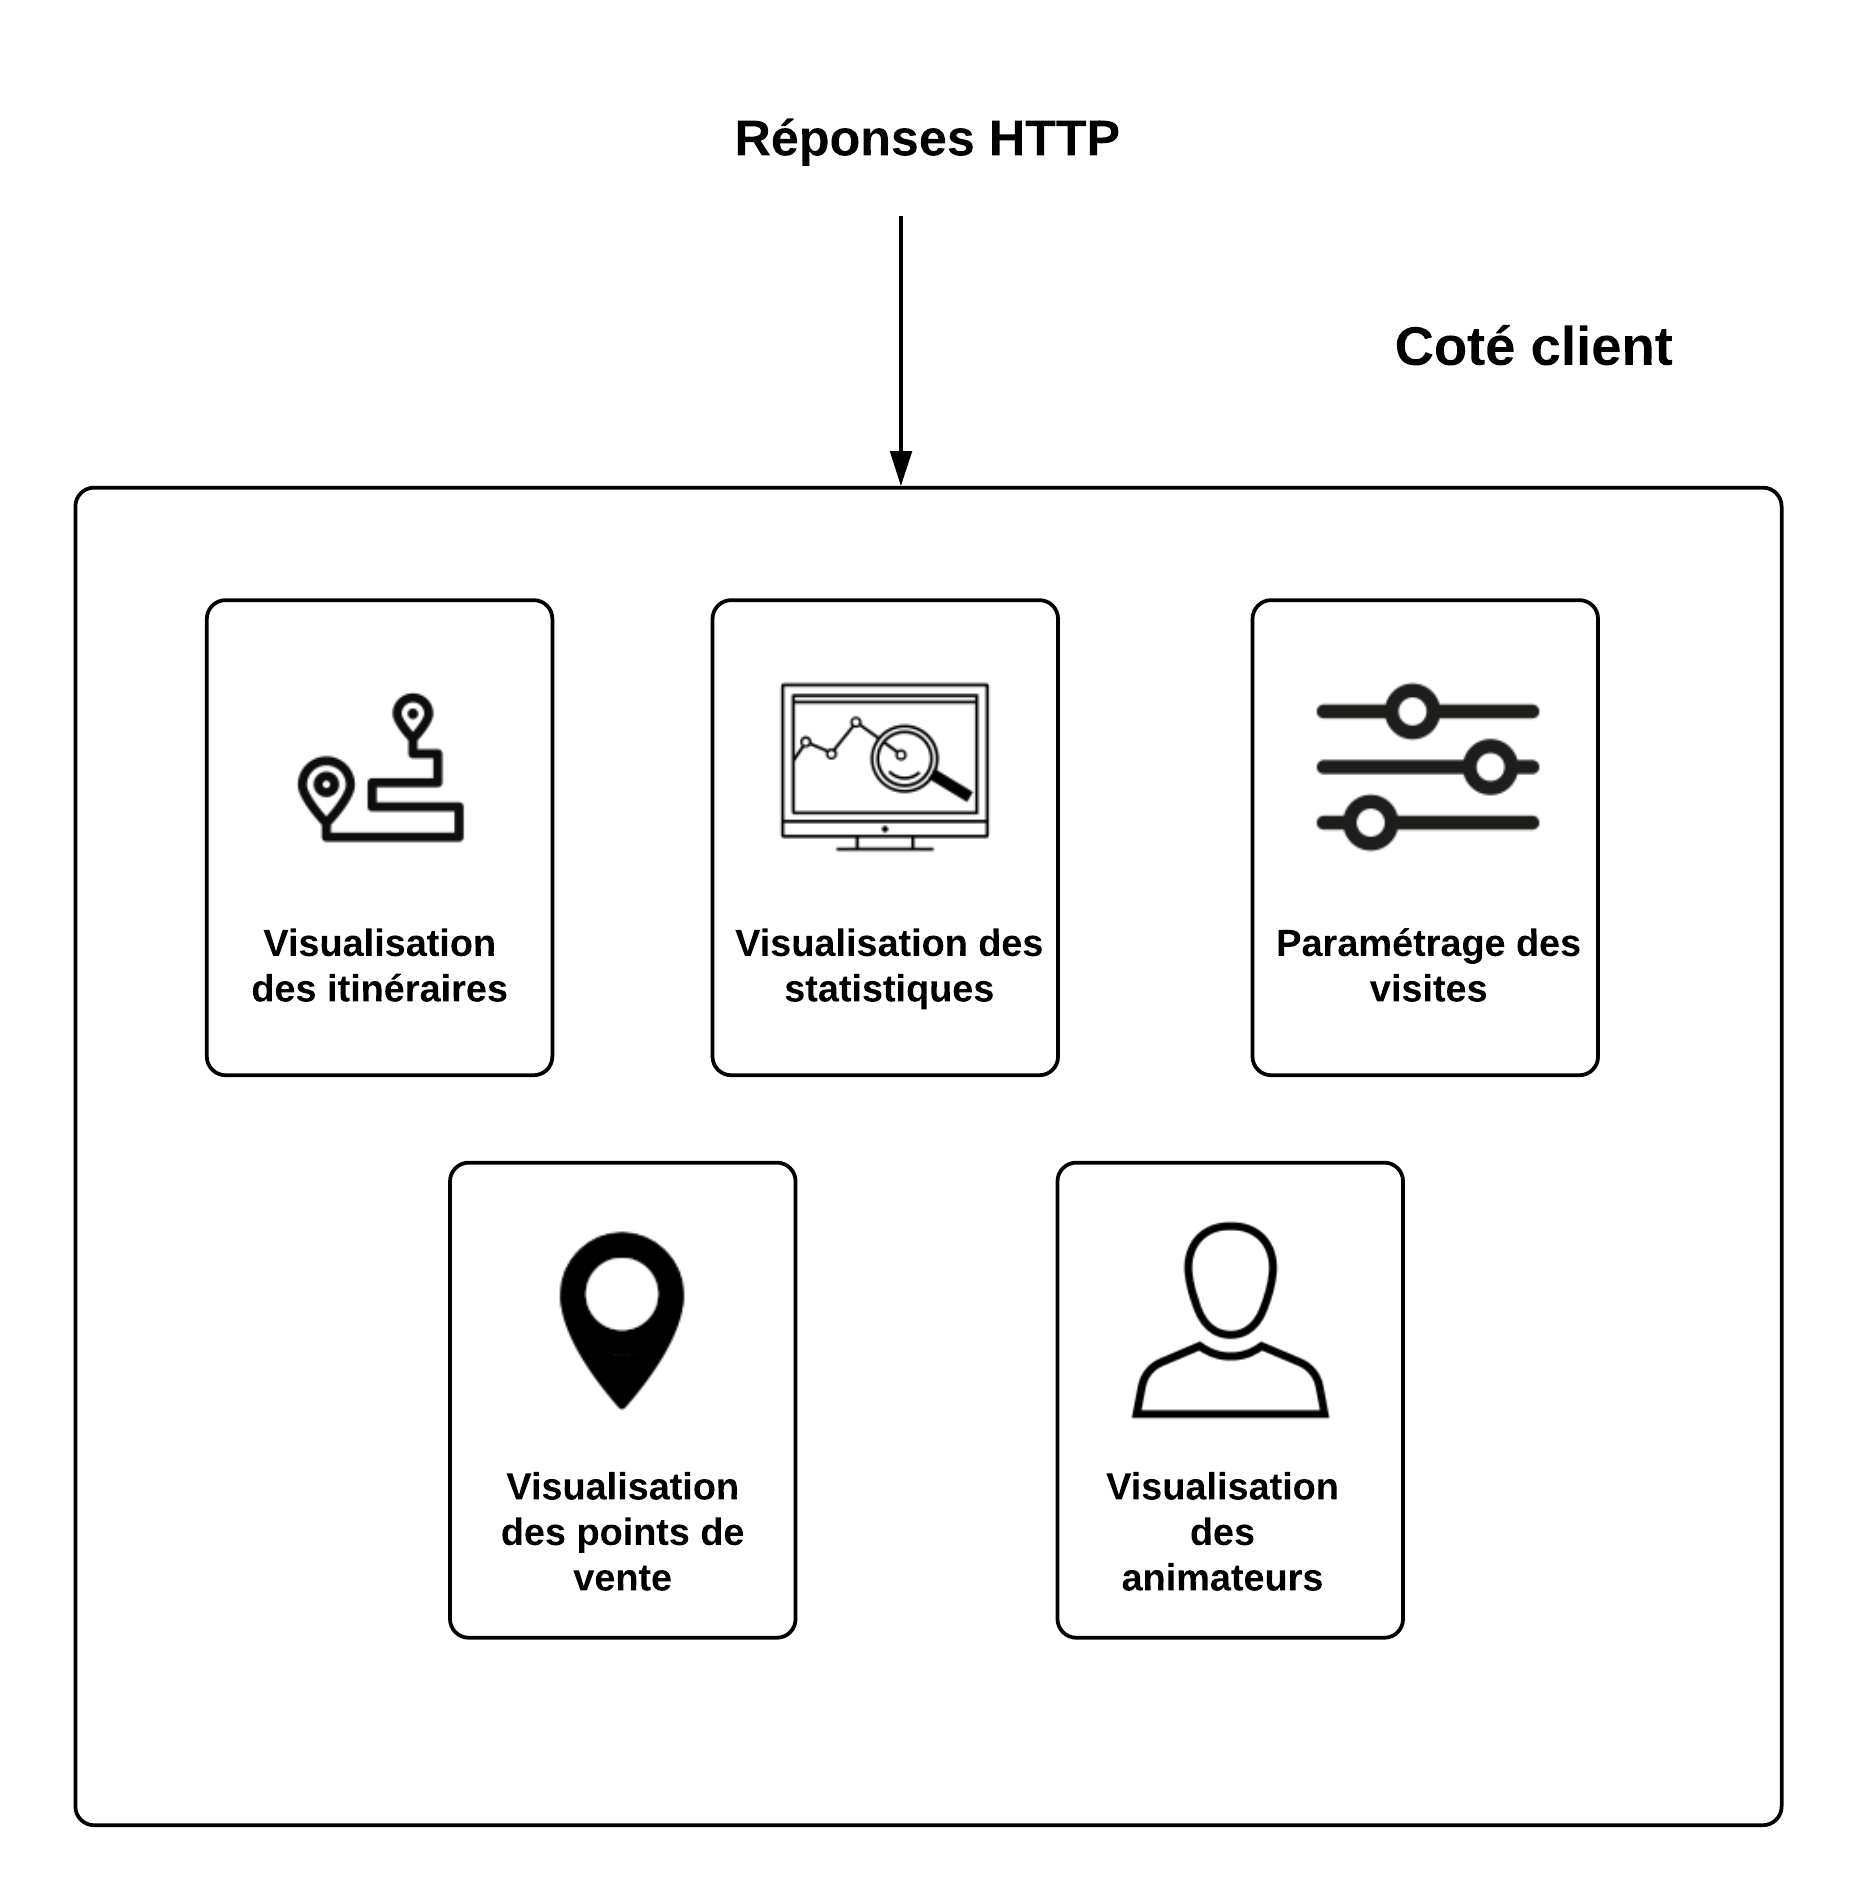 Réponses HTTP
Coté client
Visualisation
des itinéraires
Visualisation des
statistiques
Paramétrage des
visites
Visualisation
des points de
vente
Visualisation
des
animateurs